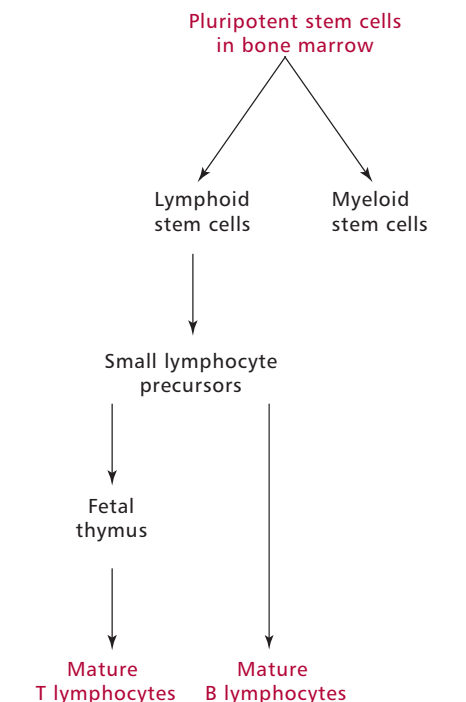 Pluripotent stem cells
in bone marrow
Lymphoid
stem cells
Myeloid
stem cells
Small lymphocyte
precursors
Fetal
thymus
Mature
T lymphocytes
Mature
B lymphocytes